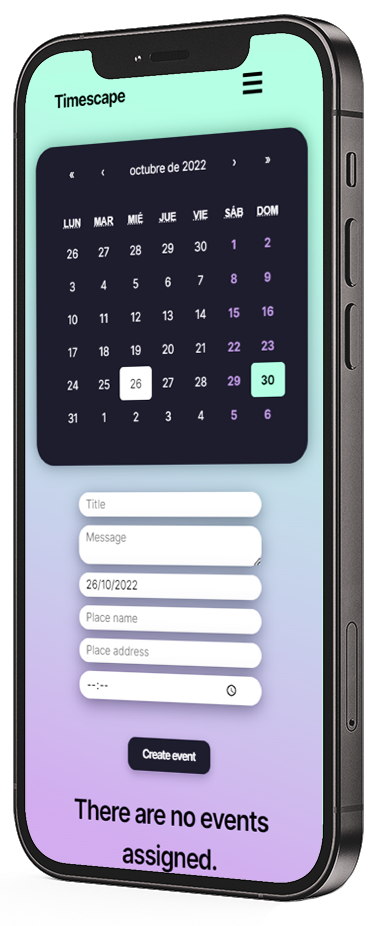 Timescape
« ‹ octubre de 2022 › »
LUN MAR MIÉ JUE VIE SÁB DOM
26 27 28 29 30 1 2
3 4 5 6 7 8 9
10 11 12 13 14 15 16
17 18 19 20 21 22 23
24 25 26 27 28 29 30
31 1 2 3 4 5 6
Title
Message
26/10/2022
Place name
Place address
--:--
Create event
There are no events
assigned.